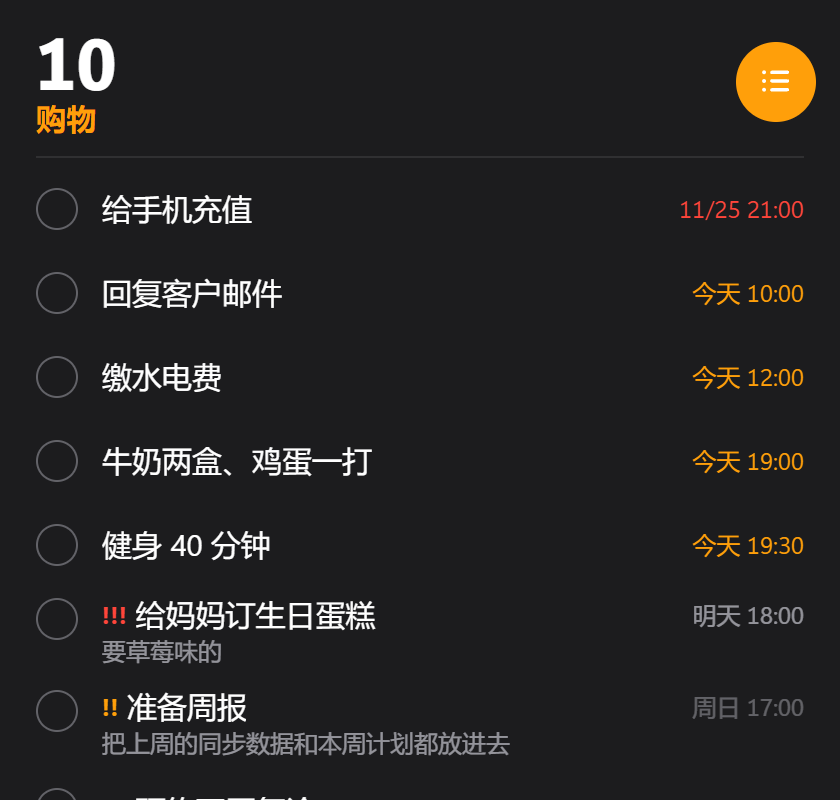 10
购物
给手机充值 11/25 21:00
回复客户邮件 今天 10:00
缴水电费 今天 12:00
牛奶两盒、鸡蛋一打 今天 19:00
健身 40 分钟 今天 19:30
!!! 给妈妈订生日蛋糕 明天 18:00
要草莓味的
!! 准备周报 周日 17:00
把上周的同步数据和本周计划都放进去